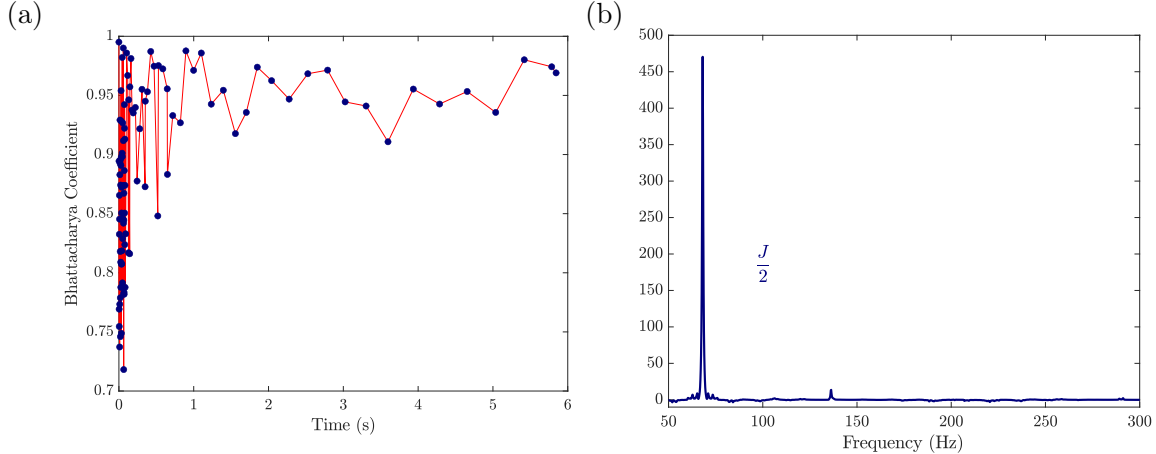 (a)
1
0.95
0.9
0.85
0.8
0.75
0.7
0 1 2 3 4 5 6
Bhattacharya Coefficient
Time (s)
(b)
500
450
400
350
300
250
200
150
100
50
0
50 100 150 200 250 300
J
2
Frequency (Hz)